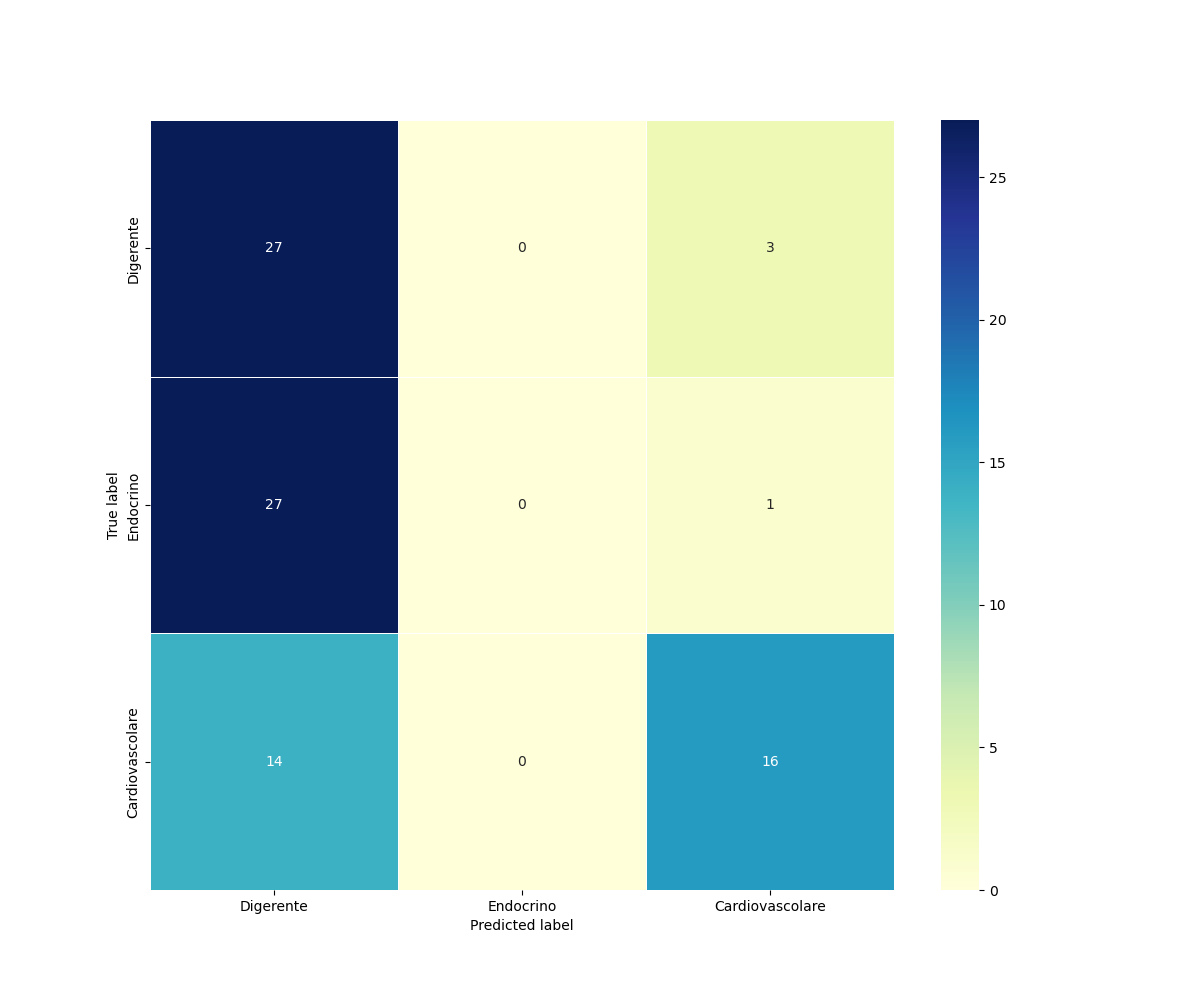 27 0 3
27 0 1
14 0 16
Digerente
Endocrino
Cardiovascolare
True label
Digerente Endocrino Cardiovascolare
Predicted label
25
20
15
10
5
0